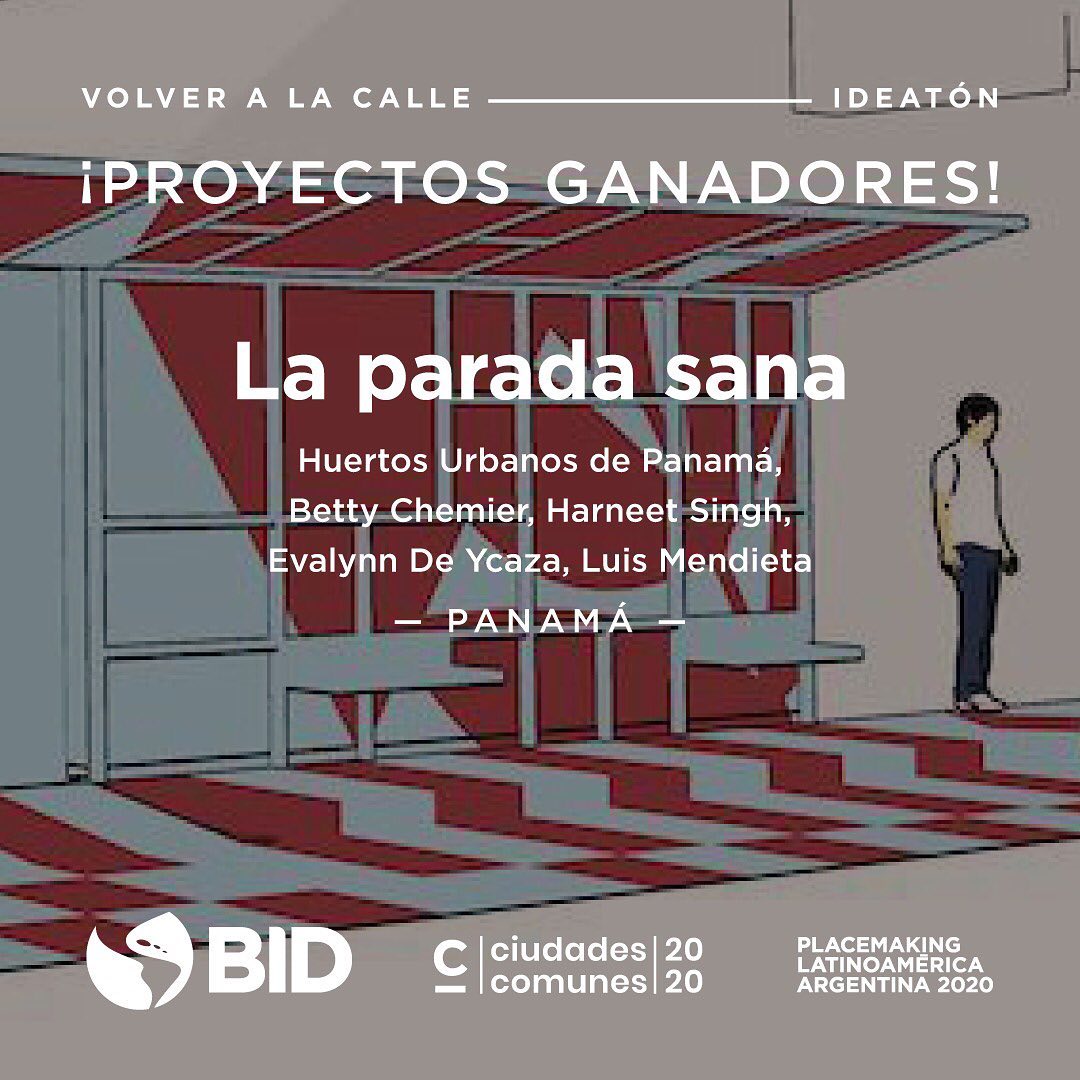 VOLVER A LA CALLE — IDEATÓN
¡PROYECTOS GANADORES!
La parada sana
Huertos Urbanos de Panamá,
Betty Chemier, Harneet Singh,
Evalynn De Ycaza, Luis Mendieta
— PANAMÁ —
BID
C
ciudades
comunes
20
20
PLACEMAKING
LATINOAMÉRICA
ARGENTINA 2020